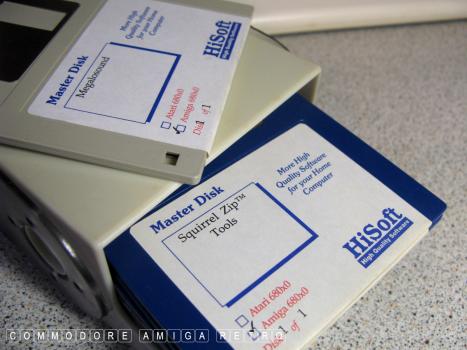 Master Disk
Megalosound
More High
Quality Software
for your Home
Computer
HiSoft
High Quality Software
Atari 680x0
Amiga 680x0
Disk 1 of 1
Master Disk
Squirrel Zip™
Tools
More High
Quality Software
for your Home
Computer
HiSoft
High Quality Software
Atari 680x0
Amiga 680x0
Disk 1 of 1
COMMODORE AMIGA RETRO